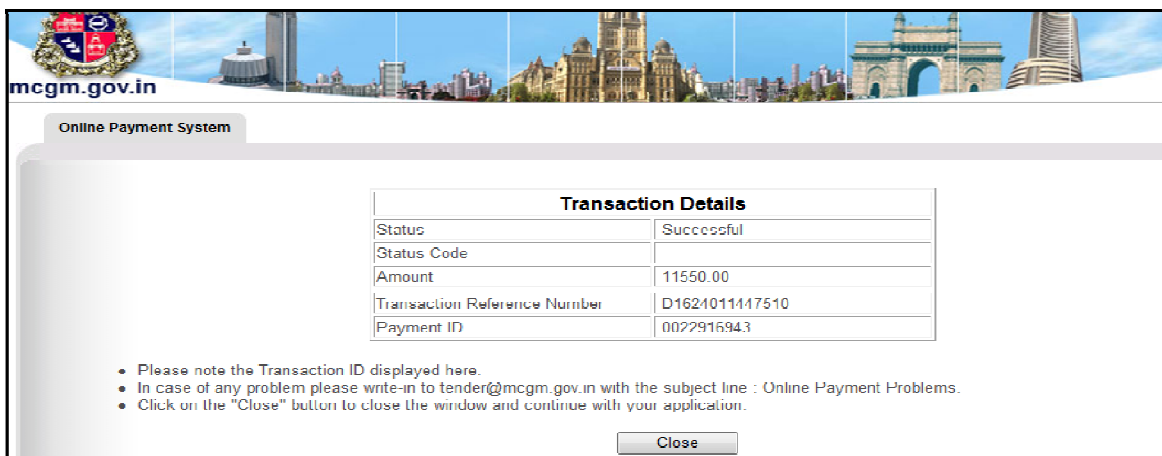 mcgm.gov.in
Online Payment System
Transaction Details
Status Successful
Status Code
Amount 11550.00
Transaction Reference Number D1624011447510
Payment ID 0022916943
Please note the Transaction ID displayed here.
In case of any problem please write-in to tender@mcgm.gov.in with the subject line : Online Payment Problems.
Click on the "Close" button to close the window and continue with your application.
Close